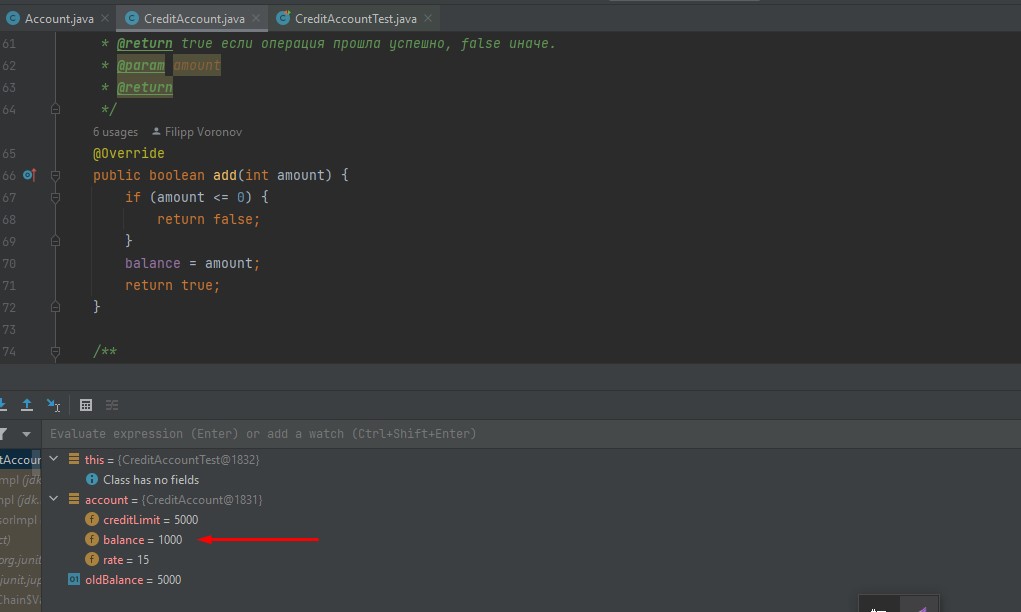 Account.java CreditAccount.java CreditAccountTest.java
61 * @return true если операция прошла успешно, false иначе.
62 * @param amount
63 * @return
64 */
6 usages Filipp Voronov
65 @Override
66 public boolean add(int amount) {
67 if (amount <= 0) {
68 return false;
69 }
70 balance = amount;
71 return true;
72 }
73
74 /**
Evaluate expression (Enter) or add a watch (Ctrl+Shift+Enter)
tAccour this = {CreditAccountTest@1832}
mpl (jdk Class has no fields
mpl (jdk. account = {CreditAccount@1831}
sorImpl creditLimit = 5000
ct) balance = 1000
org.junit rate = 15
junit.jup oldBalance = 5000
Chain$Va